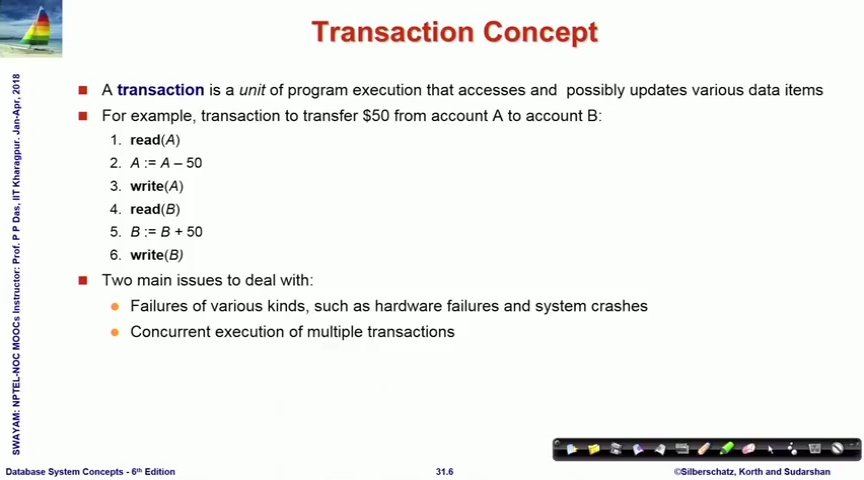 Transaction Concept
A transaction is a unit of program execution that accesses and possibly updates various data items
For example, transaction to transfer $50 from account A to account B:
1. read(A)
2. A := A – 50
3. write(A)
4. read(B)
5. B := B + 50
6. write(B)
Two main issues to deal with:
Failures of various kinds, such as hardware failures and system crashes
Concurrent execution of multiple transactions
SWAYAM: NPTEL-NOC MOOCs Instructor: Prof. P P Das, IIT Kharagpur. Jan-Apr, 2018
Database System Concepts - 6th Edition
31.6
©Silberschatz, Korth and Sudarshan